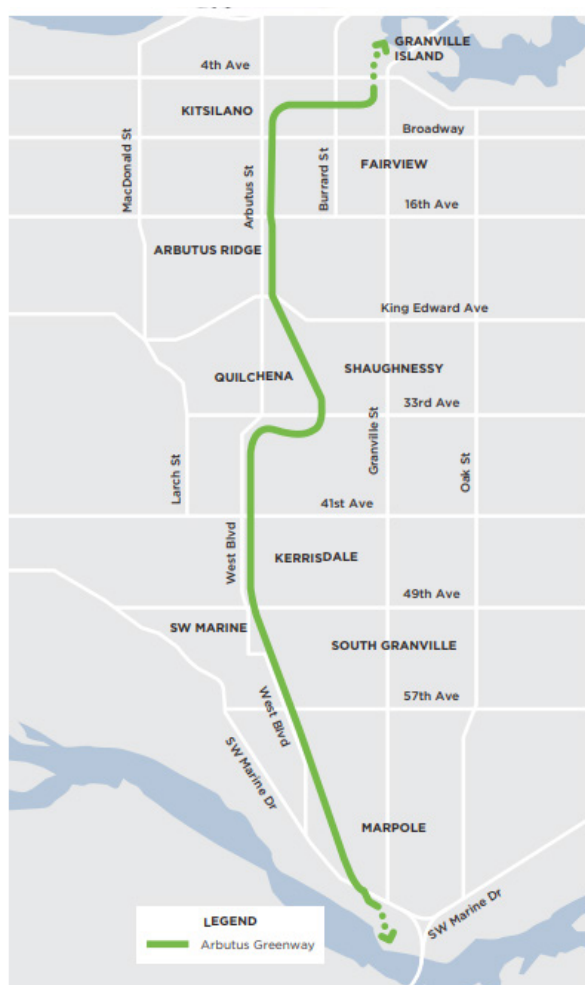 GRANVILLE
ISLAND
4th Ave
KITSILANO
MacDonald St
Arbutus St
Burrard St
Broadway
FAIRVIEW
16th Ave
ARBUTUS RIDGE
King Edward Ave
SHAUGHNESSY
QUILCHENA
33rd Ave
Larch St
Granville St
Oak St
41st Ave
West Blvd
KERRISDALE
49th Ave
SW MARINE
SOUTH GRANVILLE
57th Ave
West Blvd
SW Marine Dr
MARPOLE
SW Marine Dr
LEGEND
Arbutus Greenway